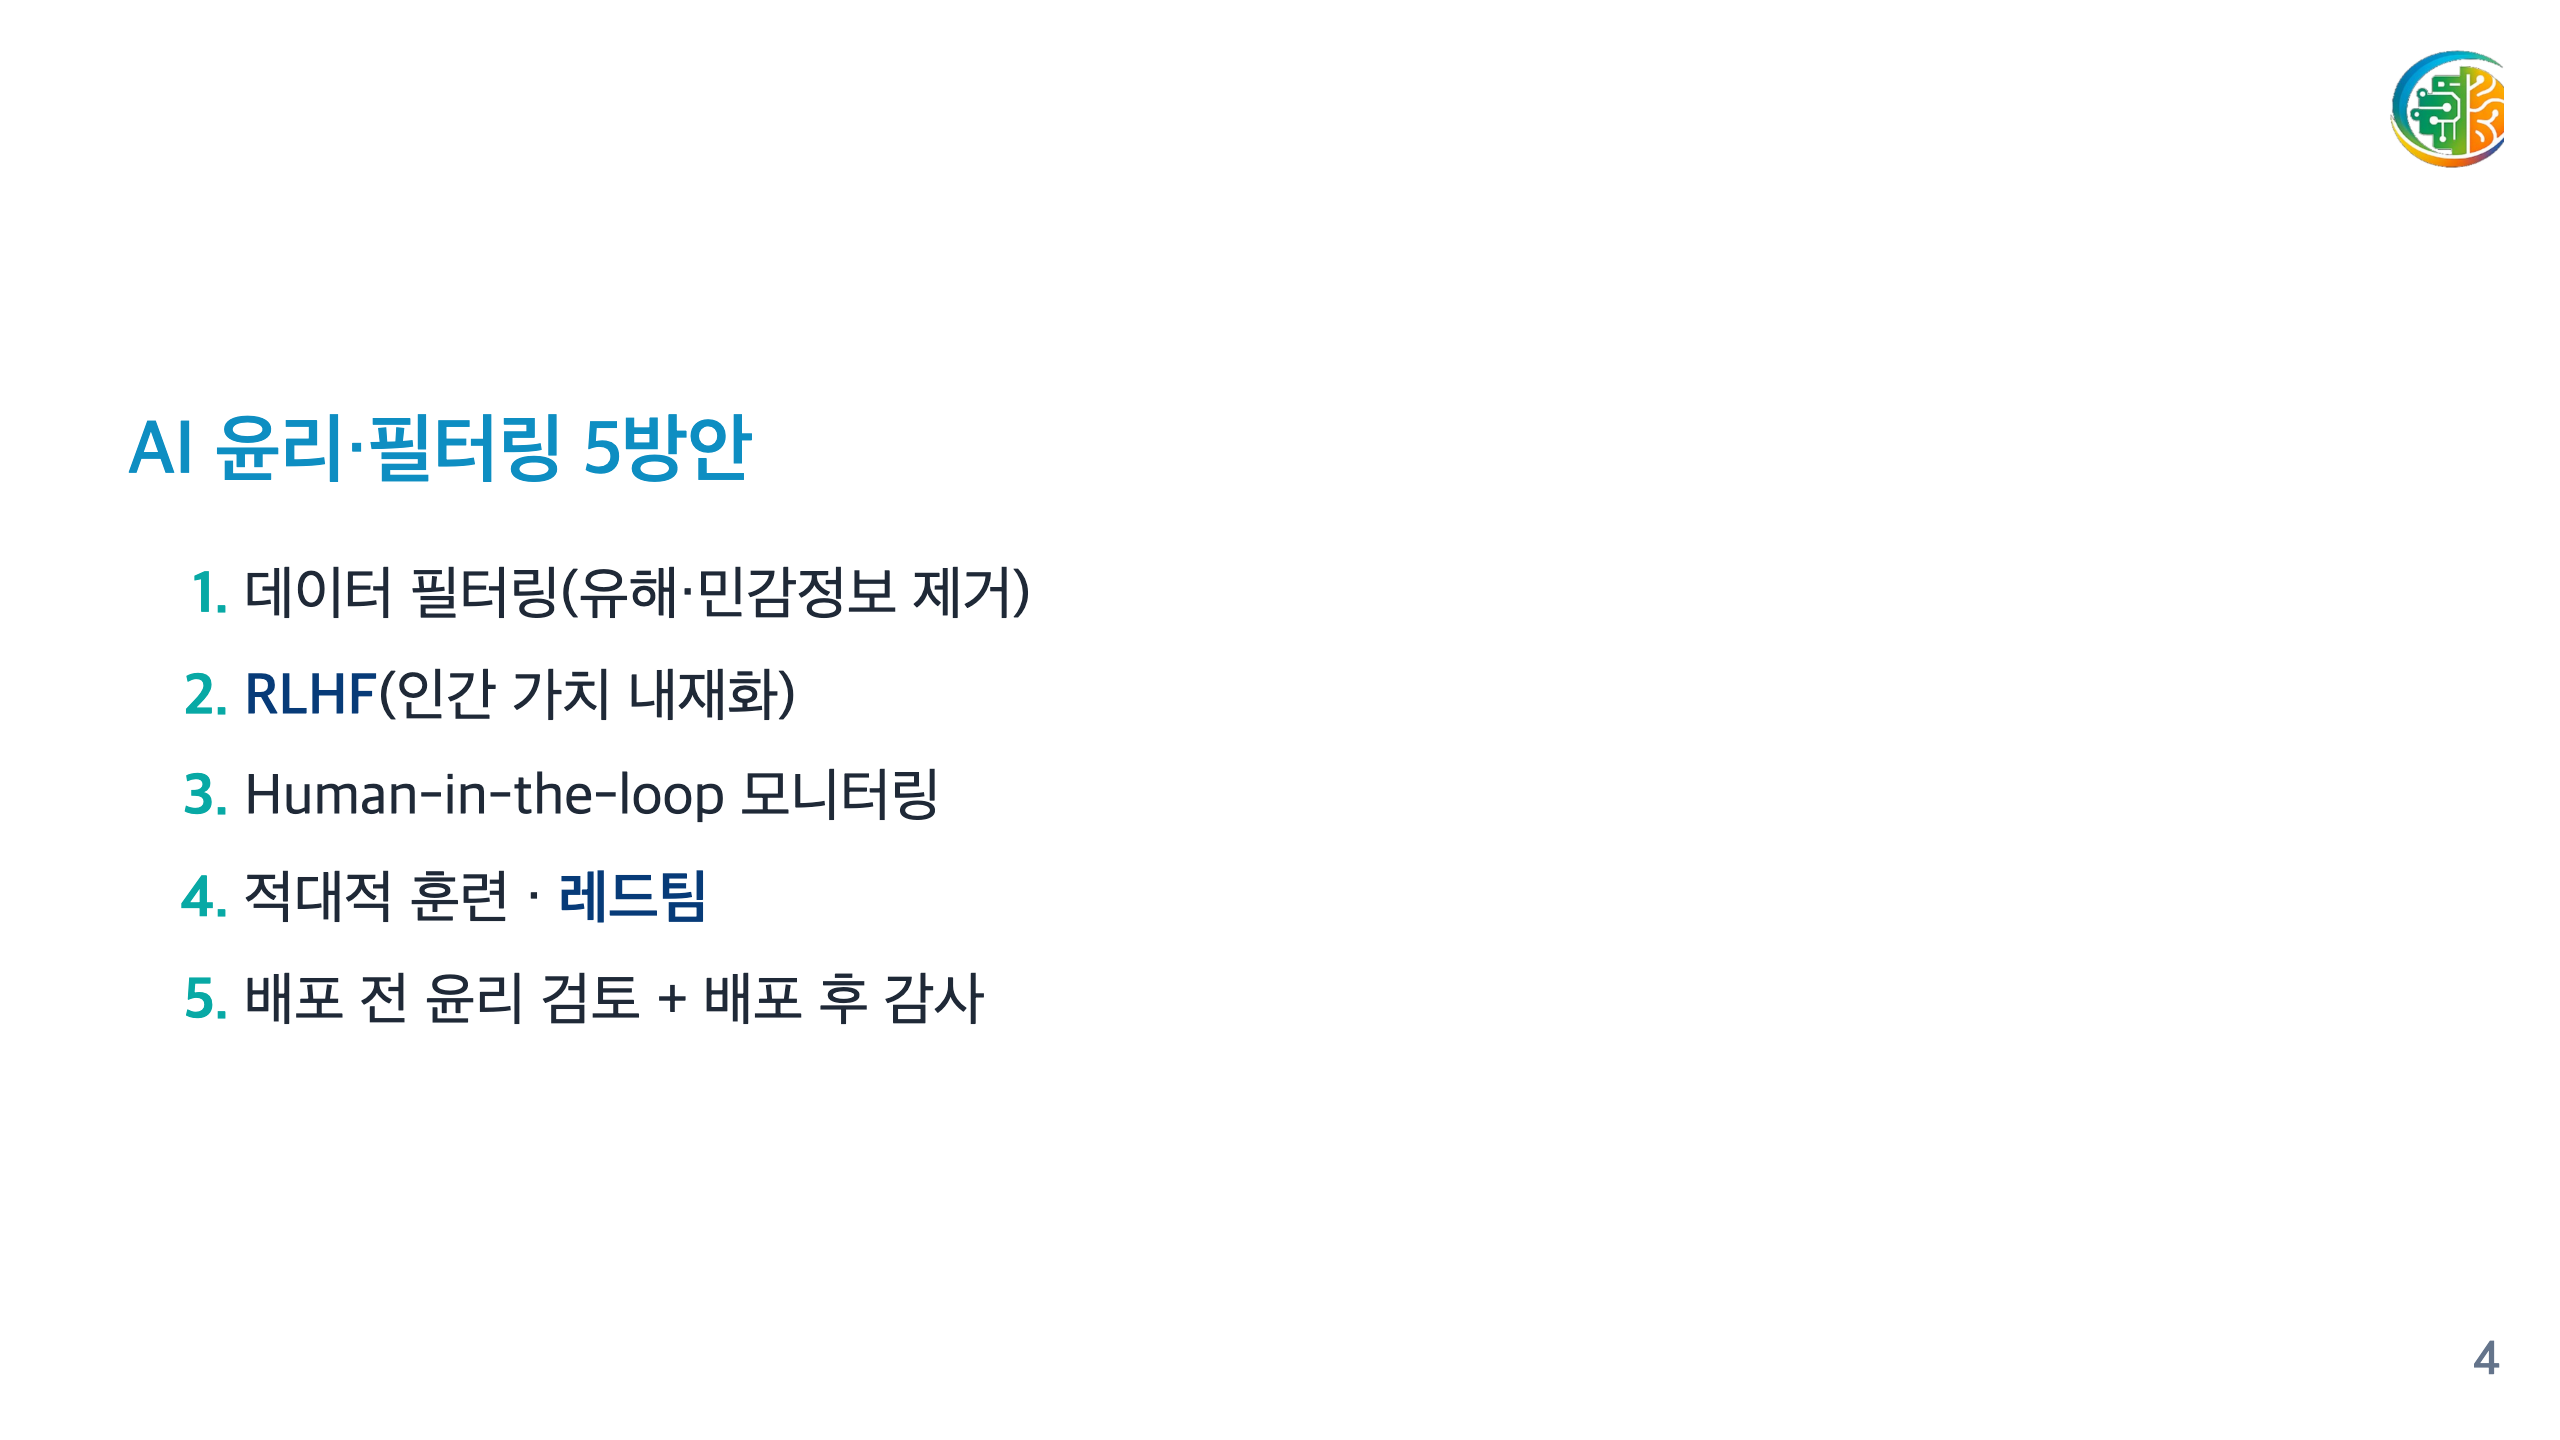 AI 윤리·필터링 5방안
1. 데이터 필터링(유해·민감정보 제거)
2. RLHF(인간 가치 내재화)
3. Human-in-the-loop 모니터링
4. 적대적 훈련 · 레드팀
5. 배포 전 윤리 검토 + 배포 후 감사
4